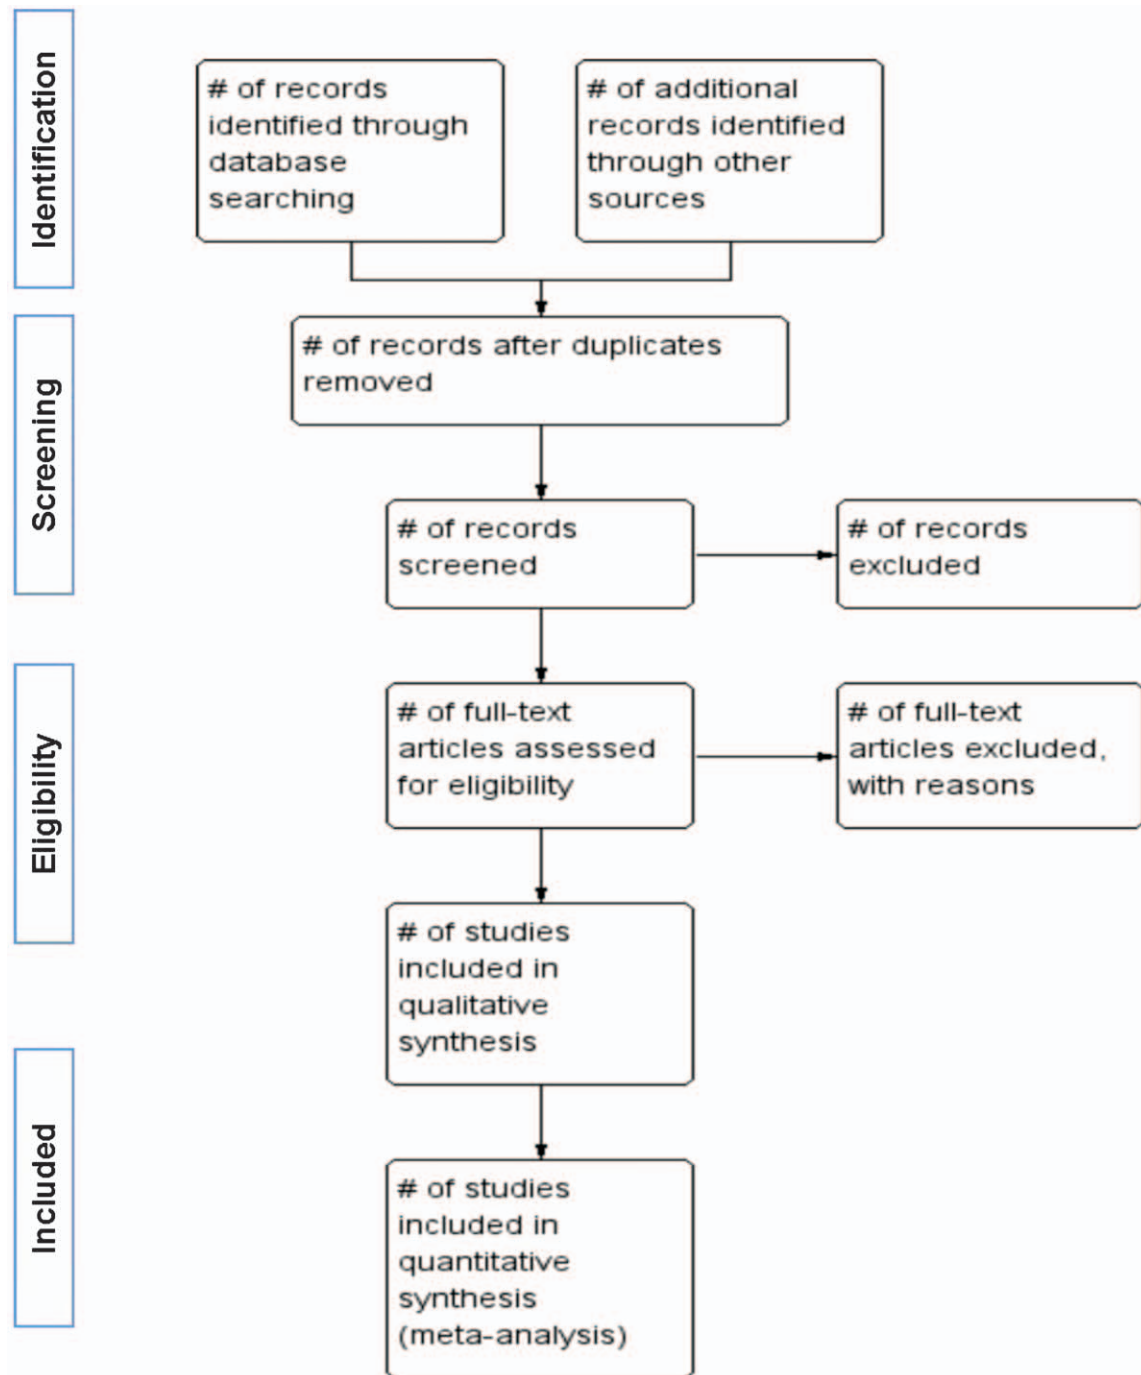 Identification
# of records
identified through
database
searching
# of additional
records identified
through other
sources
Screening
# of records after duplicates
removed
# of records
screened
# of records
excluded
Eligibility
# of full-text
articles assessed
for eligibility
# of full-text
articles excluded,
with reasons
# of studies
included in
qualitative
synthesis
Included
# of studies
included in
quantitative
synthesis
(meta-analysis)